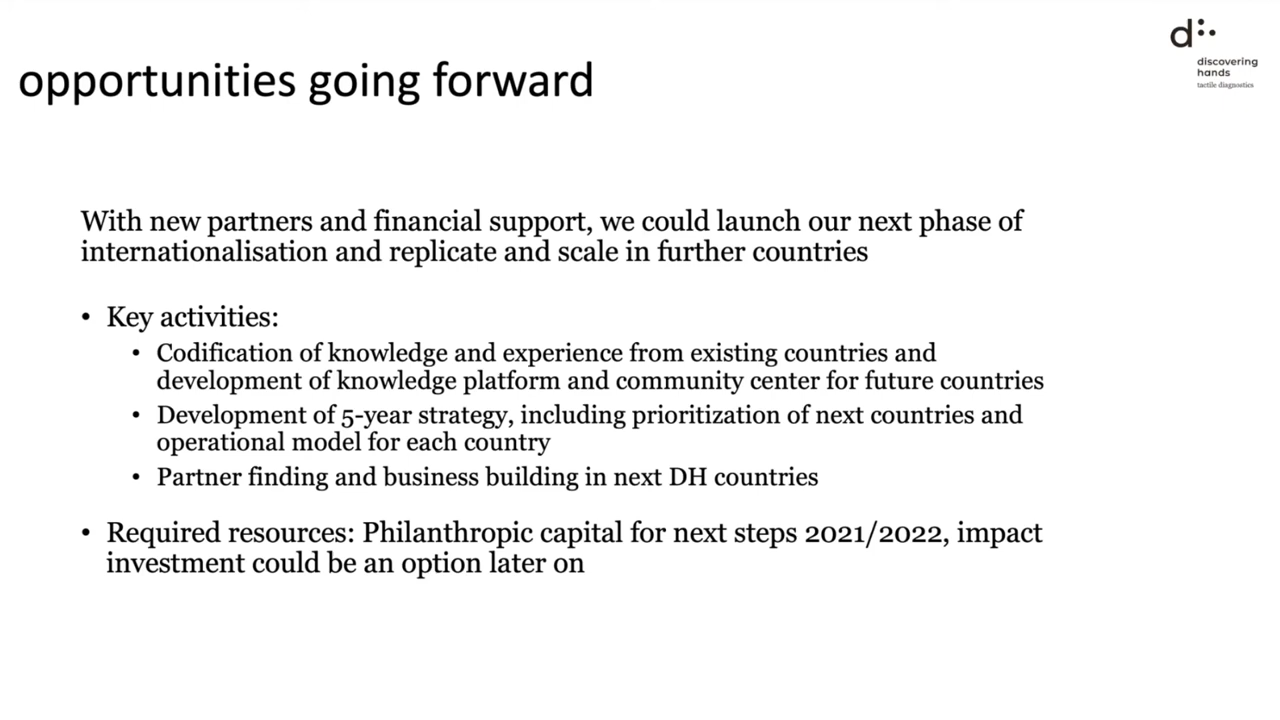 opportunities going forward
d
discovering
hands
tactile diagnostics
With new partners and financial support, we could launch our next phase of
internationalisation and replicate and scale in further countries
• Key activities:
• Codification of knowledge and experience from existing countries and
development of knowledge platform and community center for future countries
• Development of 5-year strategy, including prioritization of next countries and
operational model for each country
• Partner finding and business building in next DH countries
• Required resources: Philanthropic capital for next steps 2021/2022, impact
investment could be an option later on